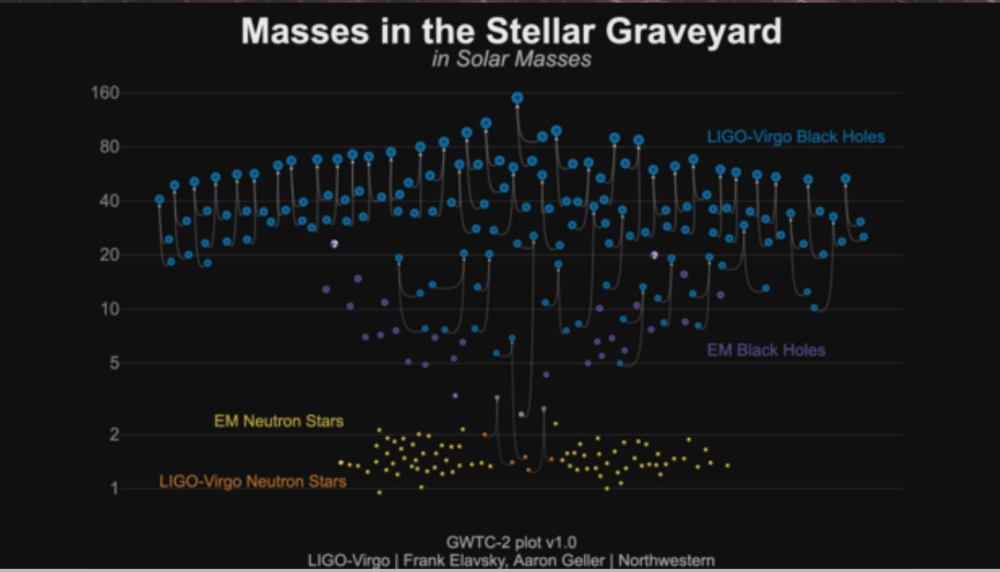 Masses in the Stellar Graveyard
in Solar Masses
160
LIGO-Virgo Black Holes
80
40
20
10
EM Black Holes
5
EM Neutron Stars
2
LIGO-Virgo Neutron Stars
1
GWTC-2 plot v1.0
LIGO-Virgo | Frank Elavsky, Aaron Geller | Northwestern